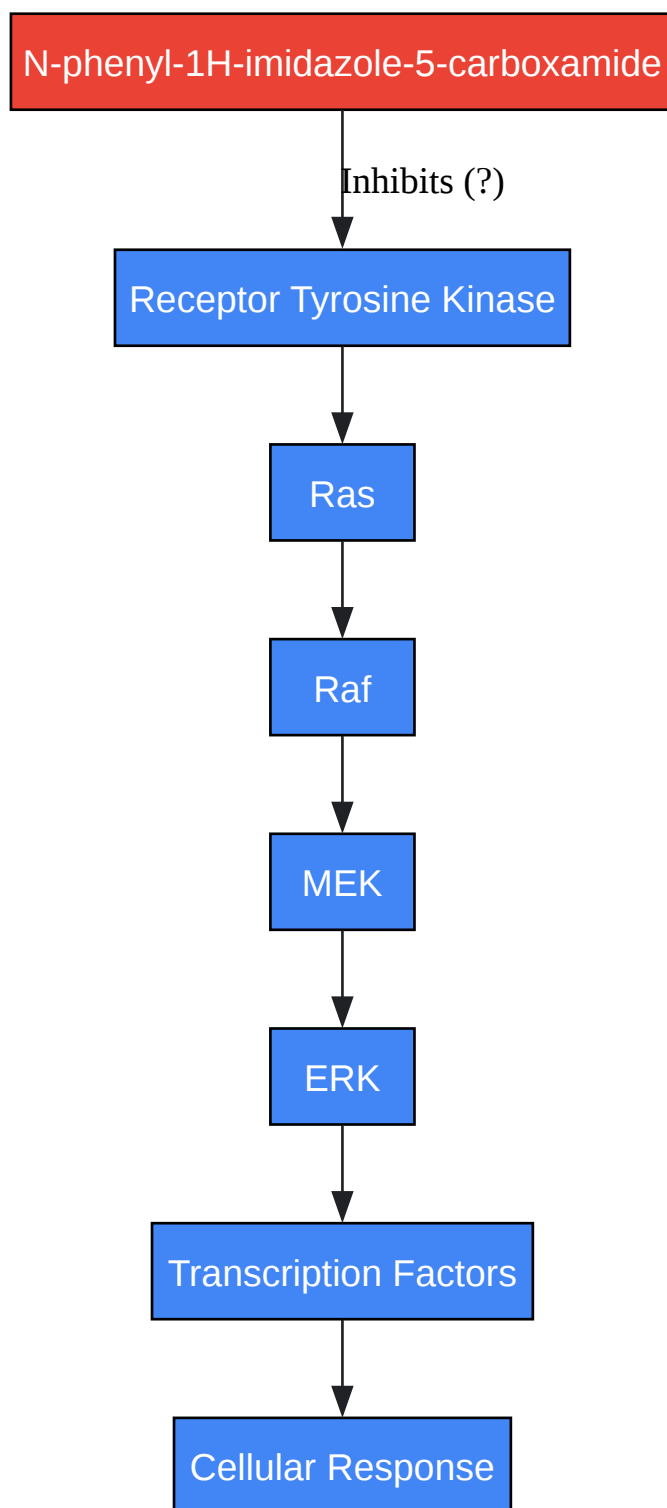 N-phenyl-1H-imidazole-5-carboxamide
Inhibits (?)
Receptor Tyrosine Kinase
Ras
Raf
MEK
ERK
Transcription Factors
Cellular Response